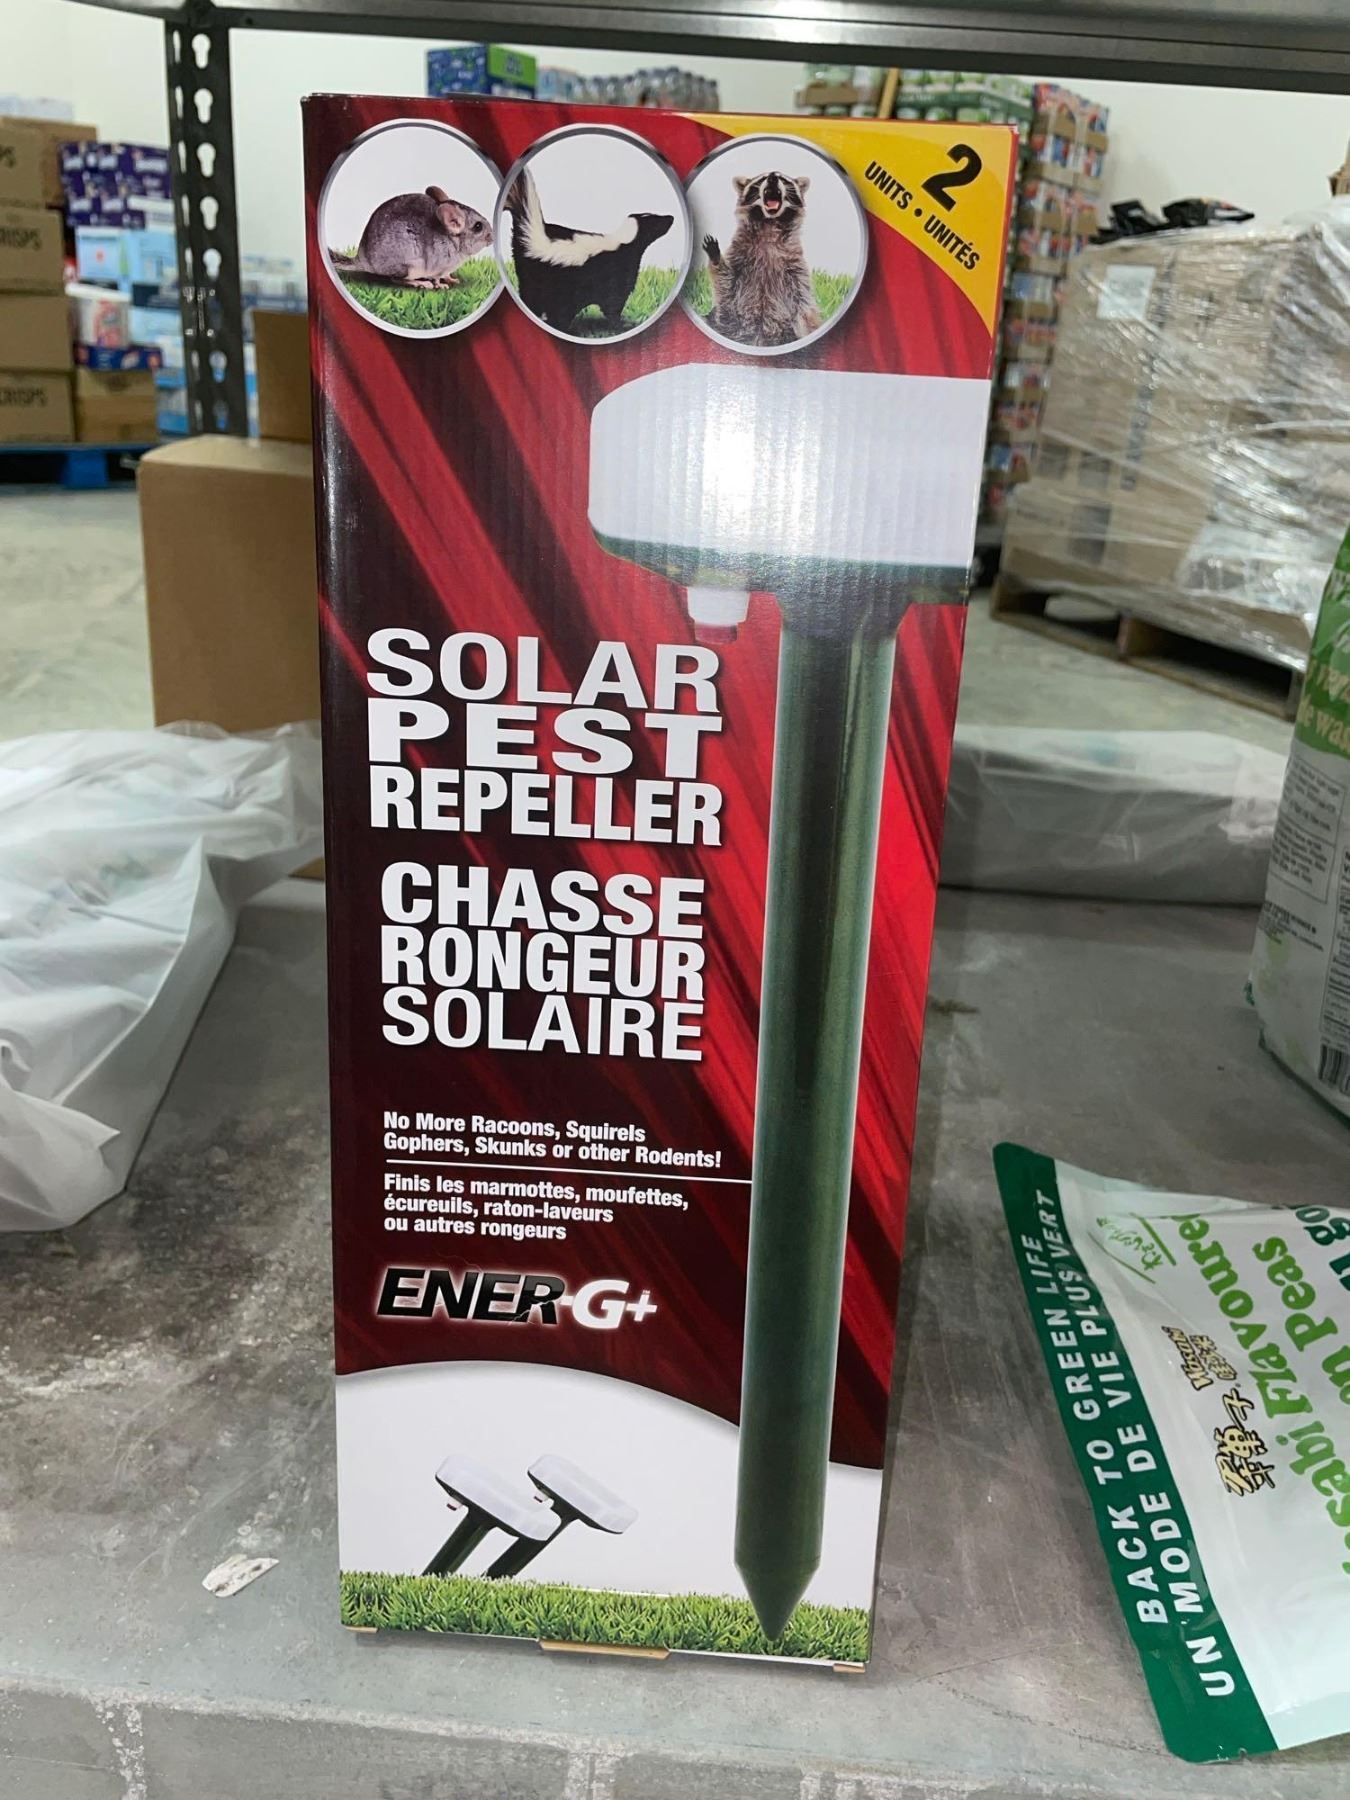 2
UNITS • UNITÉS
SOLAR
PEST
REPELLER
CHASSE
RONGEUR
SOLAIRE
No More Racoons, Squirels
Gophers, Skunks or other Rodents!
Finis les marmottes, moufettes,
écureuils, raton-laveurs
ou autres rongeurs
ENER-G+
BACK TO GREEN LIFE
UN MODE DE VIE PLUS VERT
Flavoured
Peas